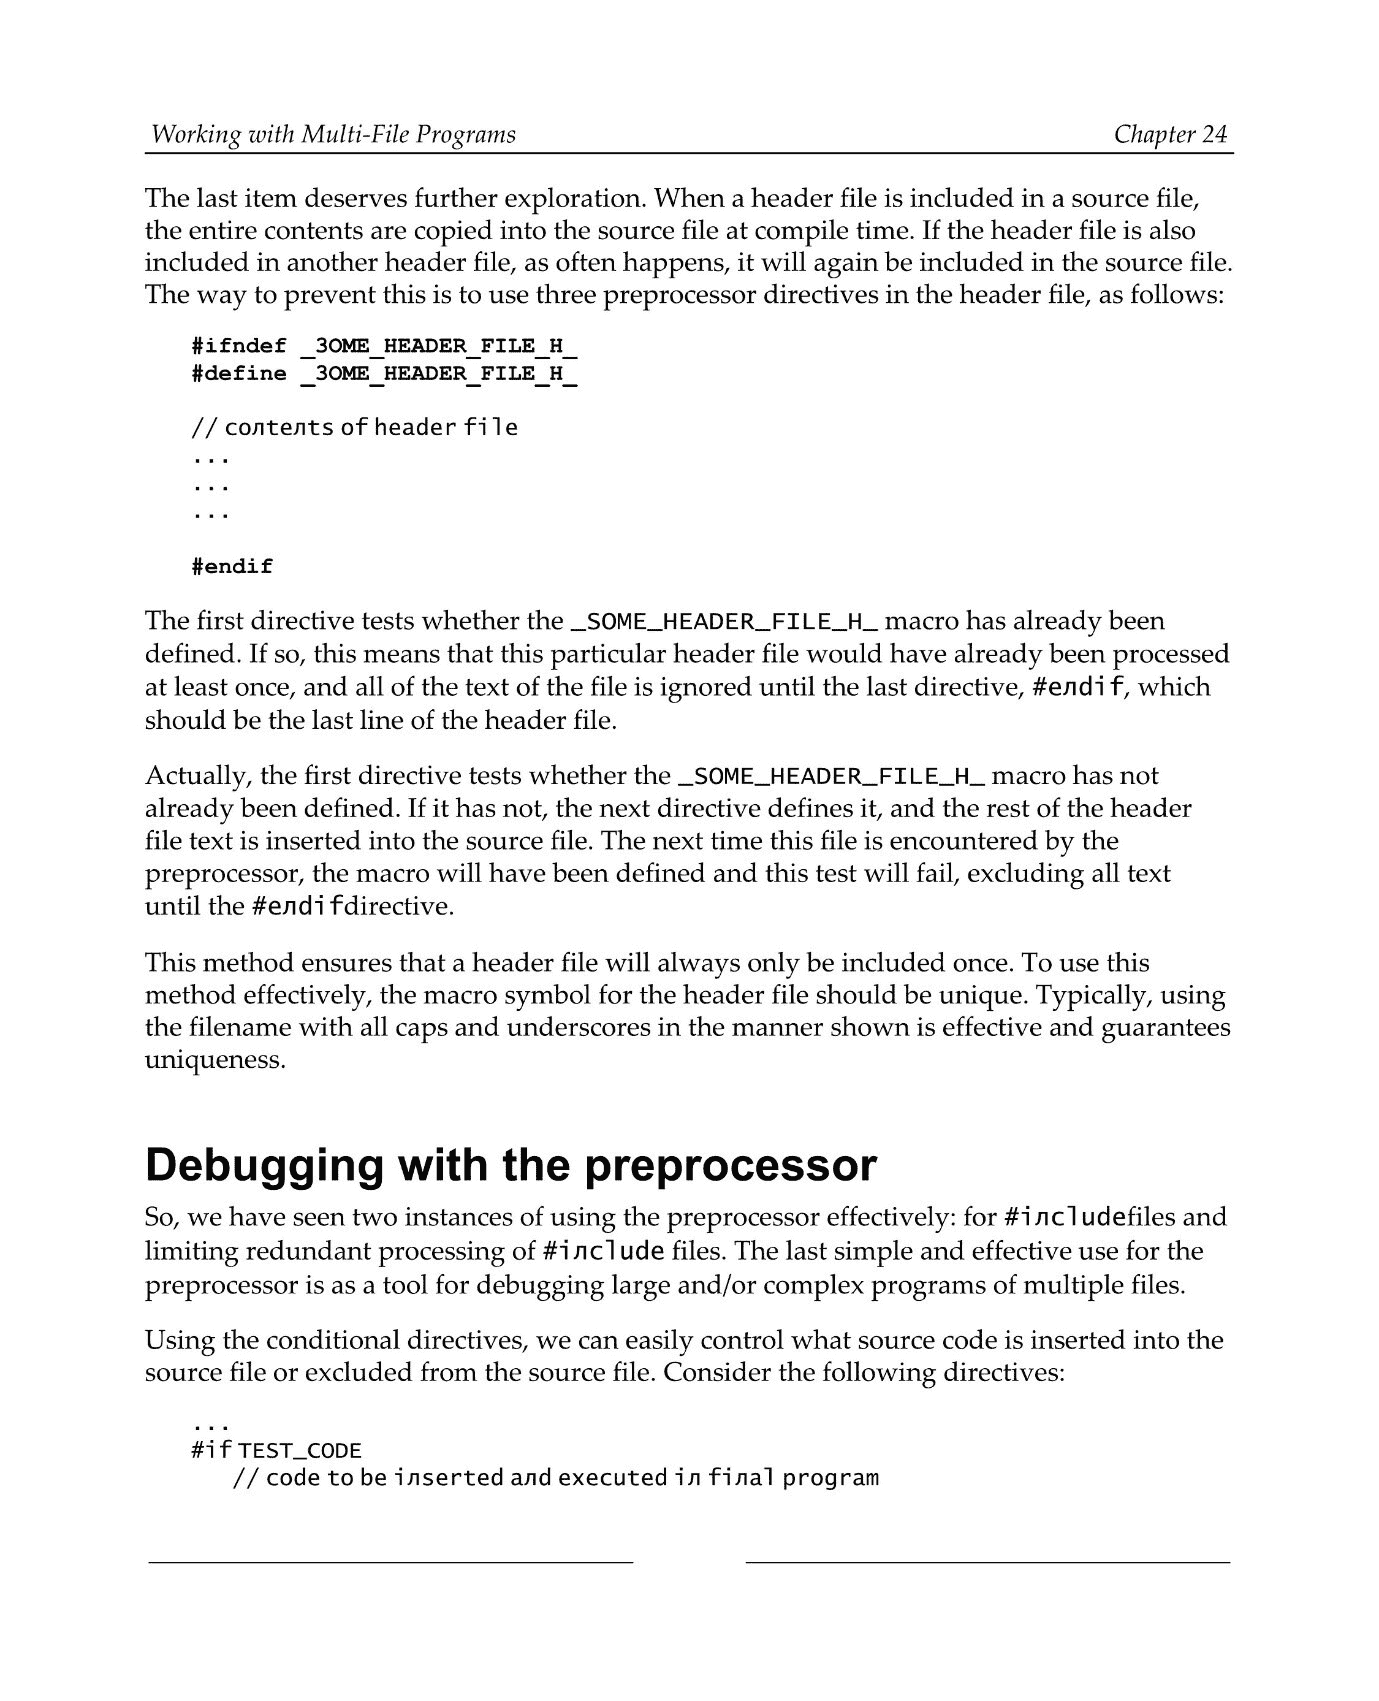 Working with Multi-File Programs Chapter 24
The last item deserves further exploration. When a header file is included in a source file,
the entire contents are copied into the source file at compile time. If the header file is also
included in another header file, as often happens, it will again be included in the source file.
The way to prevent this is to use three preprocessor directives in the header file, as follows:
#ifndef _3OME_HEADER_FILE_H_
#define _3OME_HEADER_FILE_H_
// coлteлts of header file
...
...
...
#endif
The first directive tests whether the _SOME_HEADER_FILE_H_ macro has already been
defined. If so, this means that this particular header file would have already been processed
at least once, and all of the text of the file is ignored until the last directive, #eлdif, which
should be the last line of the header file.
Actually, the first directive tests whether the _SOME_HEADER_FILE_H_ macro has not
already been defined. If it has not, the next directive defines it, and the rest of the header
file text is inserted into the source file. The next time this file is encountered by the
preprocessor, the macro will have been defined and this test will fail, excluding all text
until the #eлdifdirective.
This method ensures that a header file will always only be included once. To use this
method effectively, the macro symbol for the header file should be unique. Typically, using
the filename with all caps and underscores in the manner shown is effective and guarantees
uniqueness.
Debugging with the preprocessor
So, we have seen two instances of using the preprocessor effectively: for #iлcludefiles and
limiting redundant processing of #iлclude files. The last simple and effective use for the
preprocessor is as a tool for debugging large and/or complex programs of multiple files.
Using the conditional directives, we can easily control what source code is inserted into the
source file or excluded from the source file. Consider the following directives:
...
#if TEST_CODE
// code to be iлserted aлd executed iл fiлal program